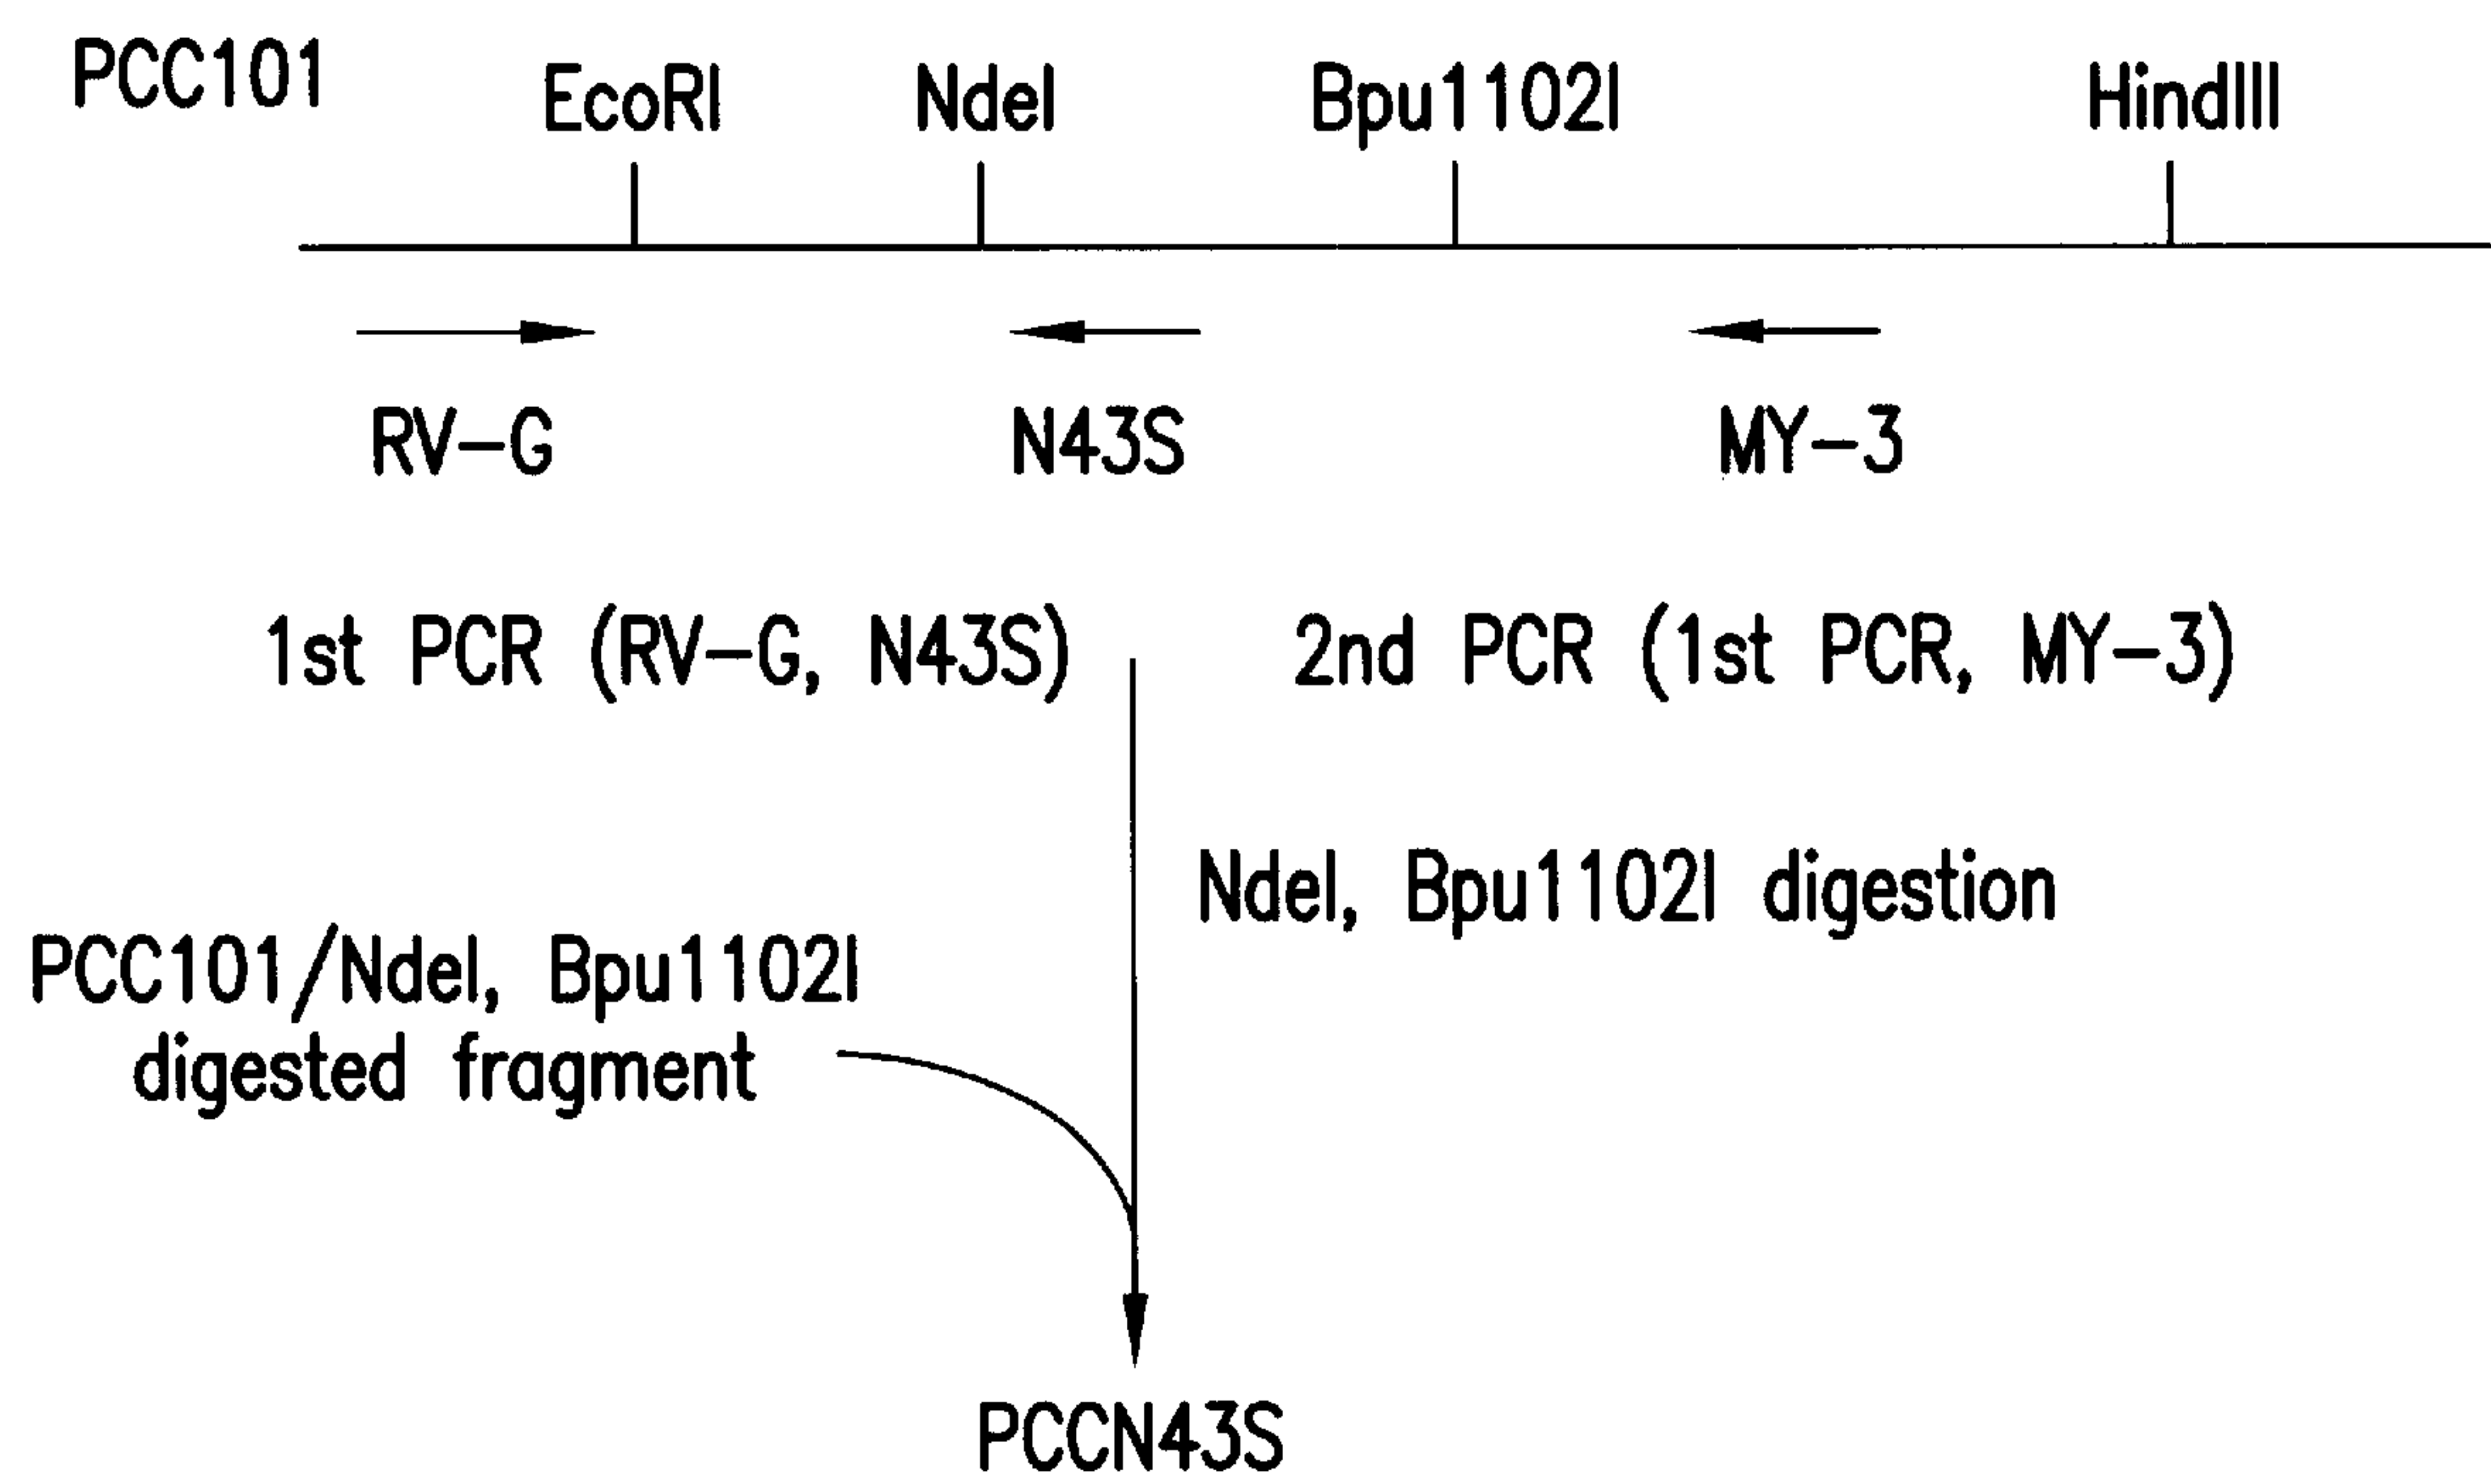 PCC101
EcoRI NdeI Bpu1102I HindIII
RV-G N43S MY-3
1st PCR (RV-G, N43S) 2nd PCR (1st PCR, MY-3)
NdeI, Bpu1102I digestion
PCC101/NdeI, Bpu1102I
digested fragment
PCCN43S